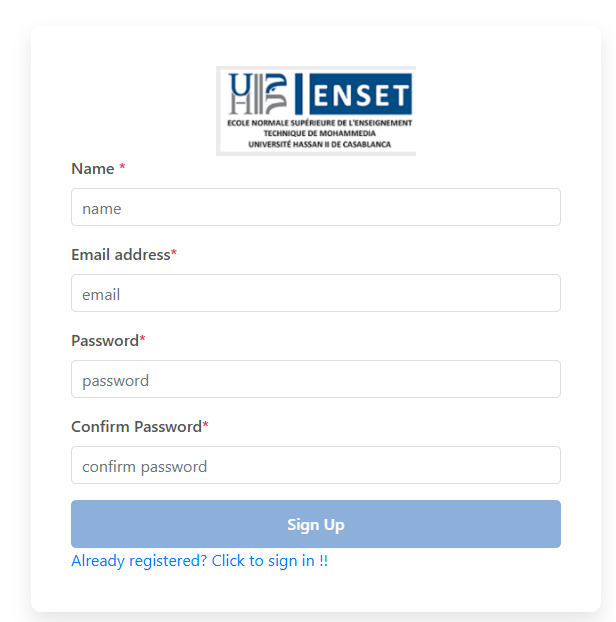 UH2C ENSET
ECOLE NORMALE SUPÉRIEURE DE L'ENSEIGNEMENT
TECHNIQUE DE MOHAMMEDIA
UNIVERSITÉ HASSAN II DE CASABLANCA
Name *
name
Email address*
email
Password*
password
Confirm Password*
confirm password
Sign Up
Already registered? Click to sign in !!